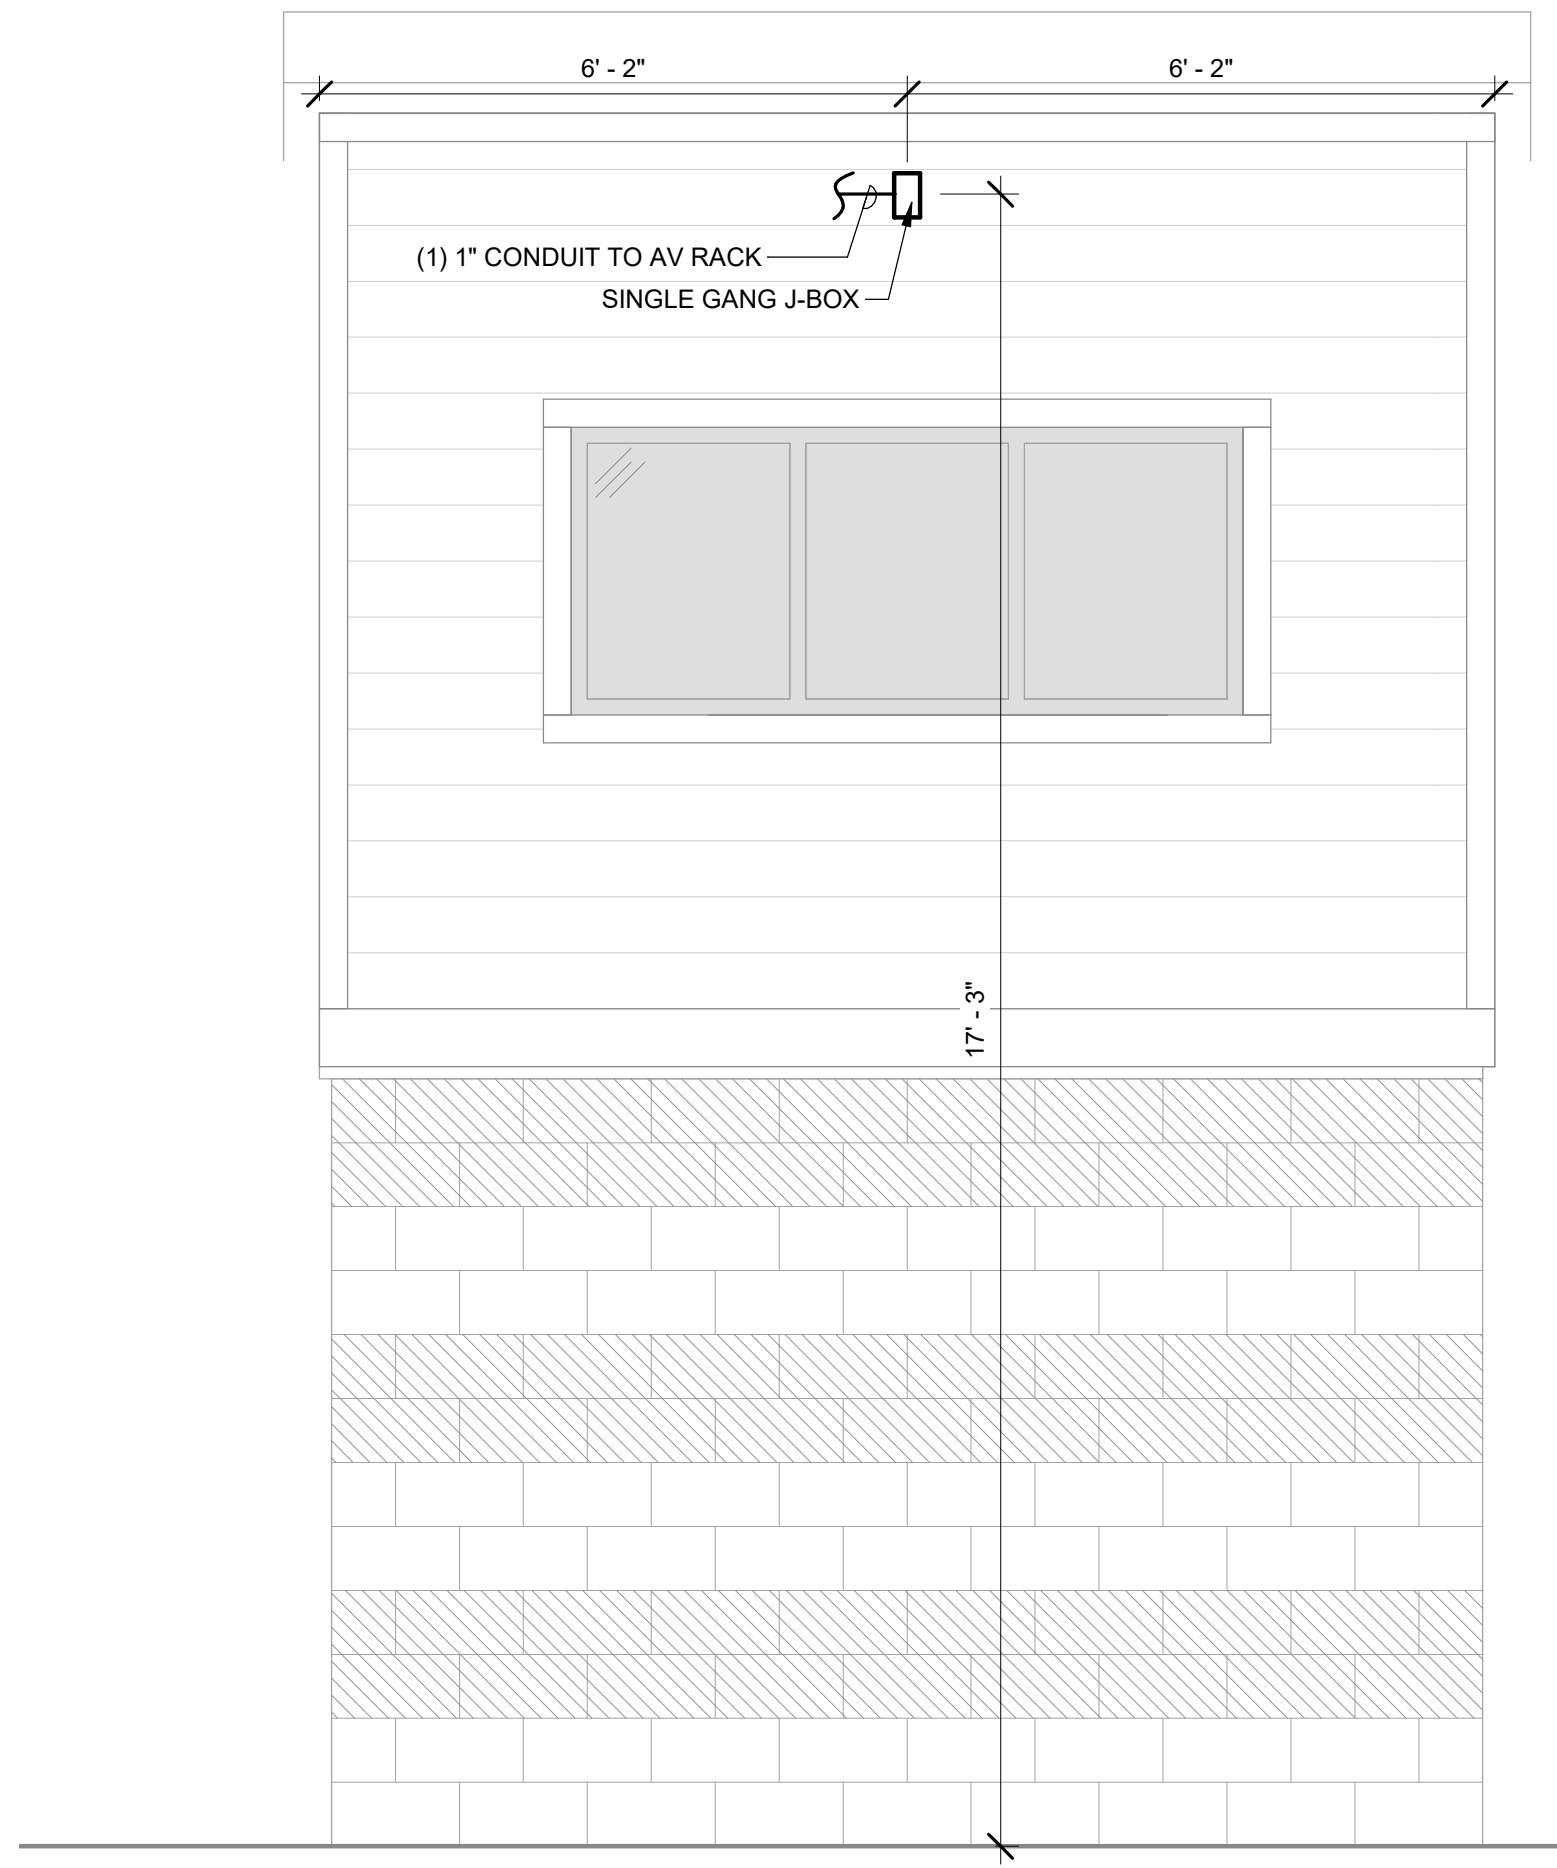 6' - 2"
6' - 2"
(1) 1" CONDUIT TO AV RACK
SINGLE GANG J-BOX
17' - 3"